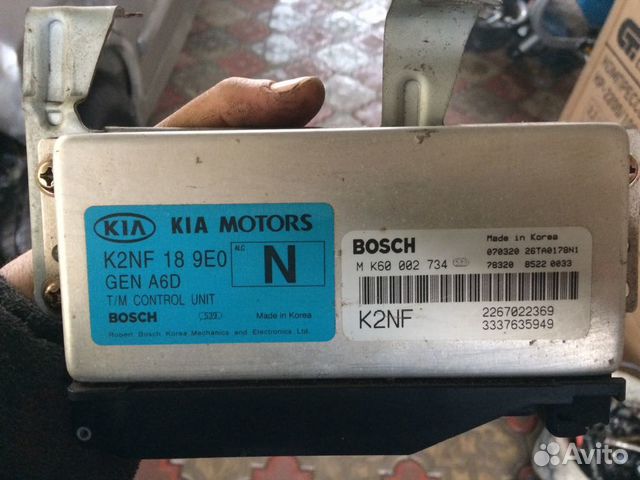 KIA KIA MOTORS
K2NF 18 9E0
GEN A6D
T/M CONTROL UNIT
BOSCH Made in Korea
Robert Bosch Korea Mechanics and Electronics Ltd.
ALC
N
BOSCH
Made in Korea
070320 26TA0178N1
M K60 002 734
78320 8522 0033
K2NF
2267022369
3337635949
Avito